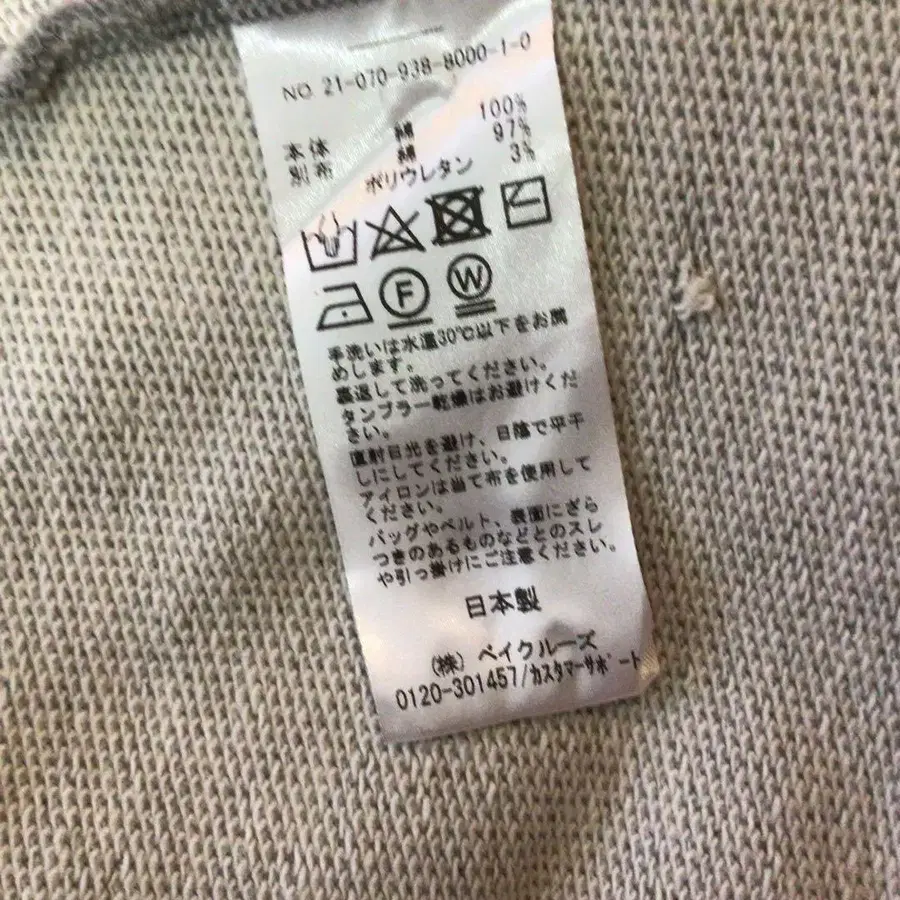 NO. 21-070-938-8000-1-0
本体 綿 100%
別布 綿 97%
ポリウレタン 3%
F
W
手洗いは水温30℃以下をお薦
めします。
裏返して洗ってください。
タンブラー乾燥はお避けくだ
さい。
直射日光を避け、日陰で平干
しにしてください。
アイロンは当て布を使用して
ください。
バッグやベルト、表面にざら
つきのあるものなどとのスレ
や引っ掛けにご注意ください。
日本製
(株) ベイクルーズ
0120-301457/カスタマーサポート